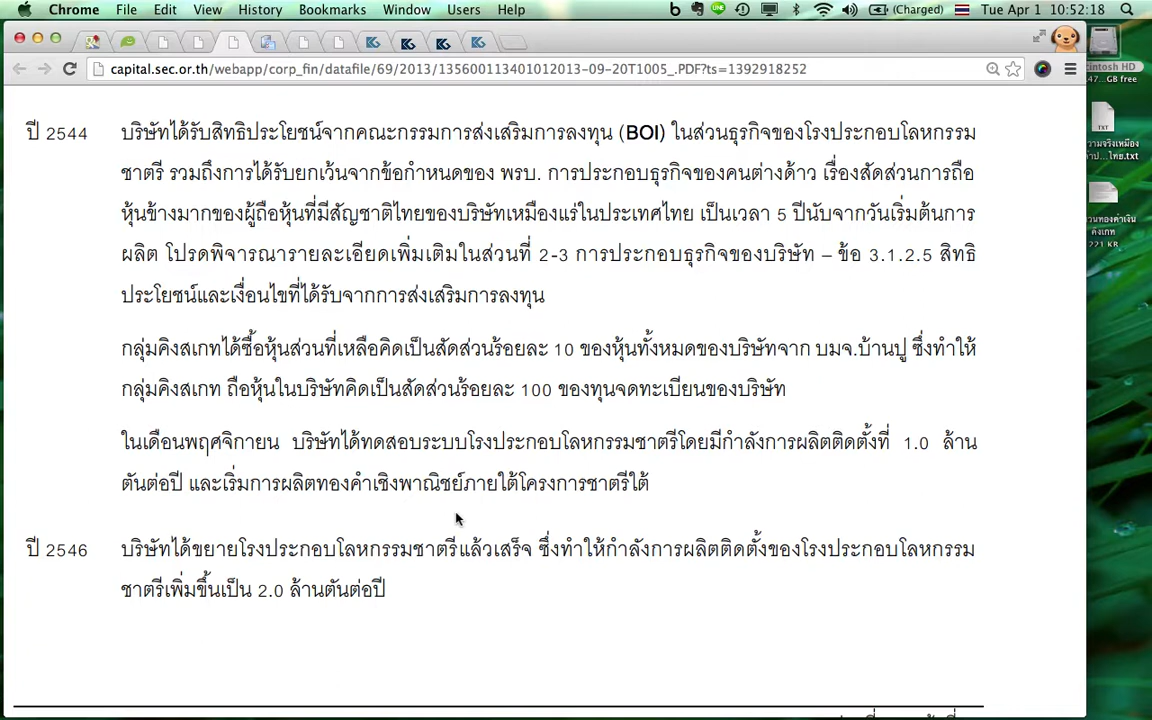 Chrome File Edit View History Bookmarks Window Users Help (Charged) Tue Apr 1 10:52:18
capital.sec.or.th/webapp/corp_fin/datafile/69/2013/135600113401012013-09-20T1005_.PDF?ts=1392918252
ปี 2544 บริษัทได้รับสิทธิประโยชน์จากคณะกรรมการส่งเสริมการลงทุน (BOI) ในส่วนธุรกิจของโรงประกอบโลหกรรม
ชาตรี รวมถึงการได้รับยกเว้นจากข้อกำหนดของ พรบ. การประกอบธุรกิจของคนต่างด้าว เรื่องสัดส่วนการถือ
หุ้นข้างมากของผู้ถือหุ้นที่มีสัญชาติไทยของบริษัทเหมืองแร่ในประเทศไทย เป็นเวลา 5 ปีนับจากวันเริ่มต้นการ
ผลิต โปรดพิจารณารายละเอียดเพิ่มเติมในส่วนที่ 2-3 การประกอบธุรกิจของบริษัท – ข้อ 3.1.2.5 สิทธิ
ประโยชน์และเงื่อนไขที่ได้รับจากการส่งเสริมการลงทุน
กลุ่มคิงสเกทได้ซื้อหุ้นส่วนที่เหลือคิดเป็นสัดส่วนร้อยละ 10 ของหุ้นทั้งหมดของบริษัทจาก บมจ.บ้านปู ซึ่งทำให้
กลุ่มคิงสเกท ถือหุ้นในบริษัทคิดเป็นสัดส่วนร้อยละ 100 ของทุนจดทะเบียนของบริษัท
ในเดือนพฤศจิกายน บริษัทได้ทดสอบระบบโรงประกอบโลหกรรมชาตรีโดยมีกำลังการผลิตติดตั้งที่ 1.0 ล้าน
ตันต่อปี และเริ่มการผลิตทองคำเชิงพาณิชย์ภายใต้โครงการชาตรีใต้
ปี 2546 บริษัทได้ขยายโรงประกอบโลหกรรมชาตรีแล้วเสร็จ ซึ่งทำให้กำลังการผลิตติดตั้งของโรงประกอบโลหกรรม
ชาตรีเพิ่มขึ้นเป็น 2.0 ล้านตันต่อปี
cintosh HD
GB free
TXT